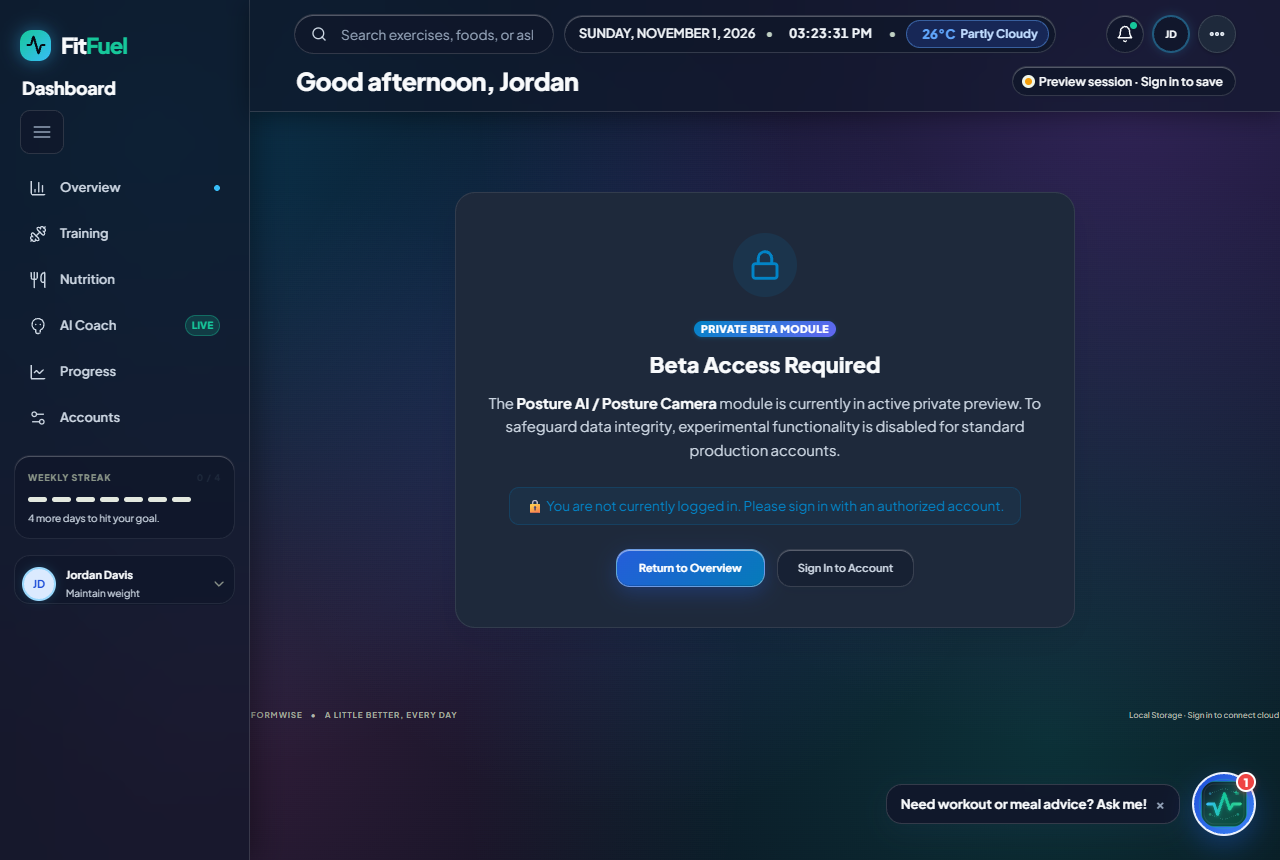 FitFuel
Dashboard
Overview
Training
Nutrition
AI Coach LIVE
Progress
Accounts
WEEKLY STREAK 0 / 4
4 more days to hit your goal.
JD Jordan Davis
Maintain weight
Search exercises, foods, or asl
SUNDAY, NOVEMBER 1, 2026 • 03:23:31 PM • 26°C Partly Cloudy
JD
Good afternoon, Jordan
Preview session · Sign in to save
PRIVATE BETA MODULE
Beta Access Required
The Posture AI / Posture Camera module is currently in active private preview. To
safeguard data integrity, experimental functionality is disabled for standard
production accounts.
🔒 You are not currently logged in. Please sign in with an authorized account.
Return to Overview
Sign In to Account
FORMWISE • A LITTLE BETTER, EVERY DAY
Local Storage · Sign in to connect cloud
Need workout or meal advice? Ask me! ×
1